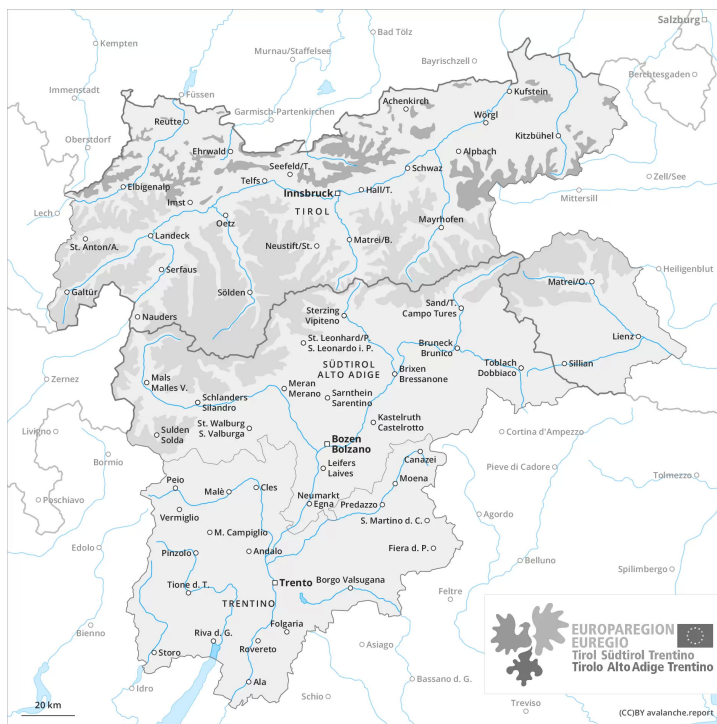 Salzburg
Kempten
Bad Tölz
Murnau/Staffelsee
Bayrischzell
Berchtesgaden
Immenstadt
Füssen
Kufstein
Achenkirch
Garmisch-Partenkirchen
Wörgl
Reutte
Kitzbühel
Oberstdorf
Ehrwald
Alpbach
Seefeld/T.
Schwaz
Zell/See
Telfs
Elbigenalp
Innsbruck
Hall/T.
Mittersill
Imst
TIROL
Lech
Oetz
Mayrhofen
Landeck
Matrei/B.
St. Anton/A.
Neustift/St.
Serfaus
Heiligenblut
Matrei/O.
Galtür
Sölden
Sand/T.
Campo Tures
Nauders
Sterzing
Vipiteno
Lienz
St. Leonhard/P.
S. Leonardo i. P.
Bruneck
Brunico
Toblach
Dobbiaco
Sillian
SÜDTIROL
ALTO ADIGE
Brixen
Bressanone
Zernez
Mals
Malles V.
Meran
Merano
Sarnthein
Sarentino
Schlanders
Silandro
Kastelruth
Castelrotto
St. Walburg
S. Valburga
Livigno
Sulden
Solda
Cortina d'Ampezzo
Bozen
Bolzano
Bormio
Canazei
Leifers
Laives
Pieve di Cadore
Tolmezzo
Peio
Moena
Malè
Cles
Neumarkt
Egna
Predazzo
Poschiavo
Vermiglio
Agordo
S. Martino d. C.
M. Campiglio
Edolo
Pinzolo
Andalo
Fiera d. P.
Belluno
Spilimbergo
Trento
Tione d. T.
Borgo Valsugana
Feltre
TRENTINO
Folgaria
Bienno
Riva d. G.
Rovereto
Asiago
Storo
Bassano d. G.
Ala
Idro
Schio
Treviso
20 km
EUROPAREGION
EUREGIO
Tirol Südtirol Trentino
Tirolo Alto Adige Trentino
(CC)BY avalanche.report